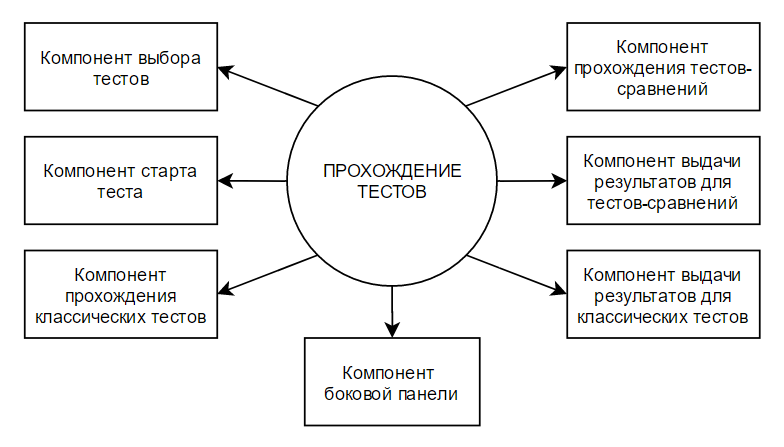 Компонент выбора
тестов
Компонент старта
теста
Компонент
прохождения
классических тестов
ПРОХОЖДЕНИЕ
ТЕСТОВ
Компонент
прохождения тестов-
сравнений
Компонент выдачи
результатов для
тестов-сравнений
Компонент выдачи
результатов для
классических тестов
Компонент
боковой панели